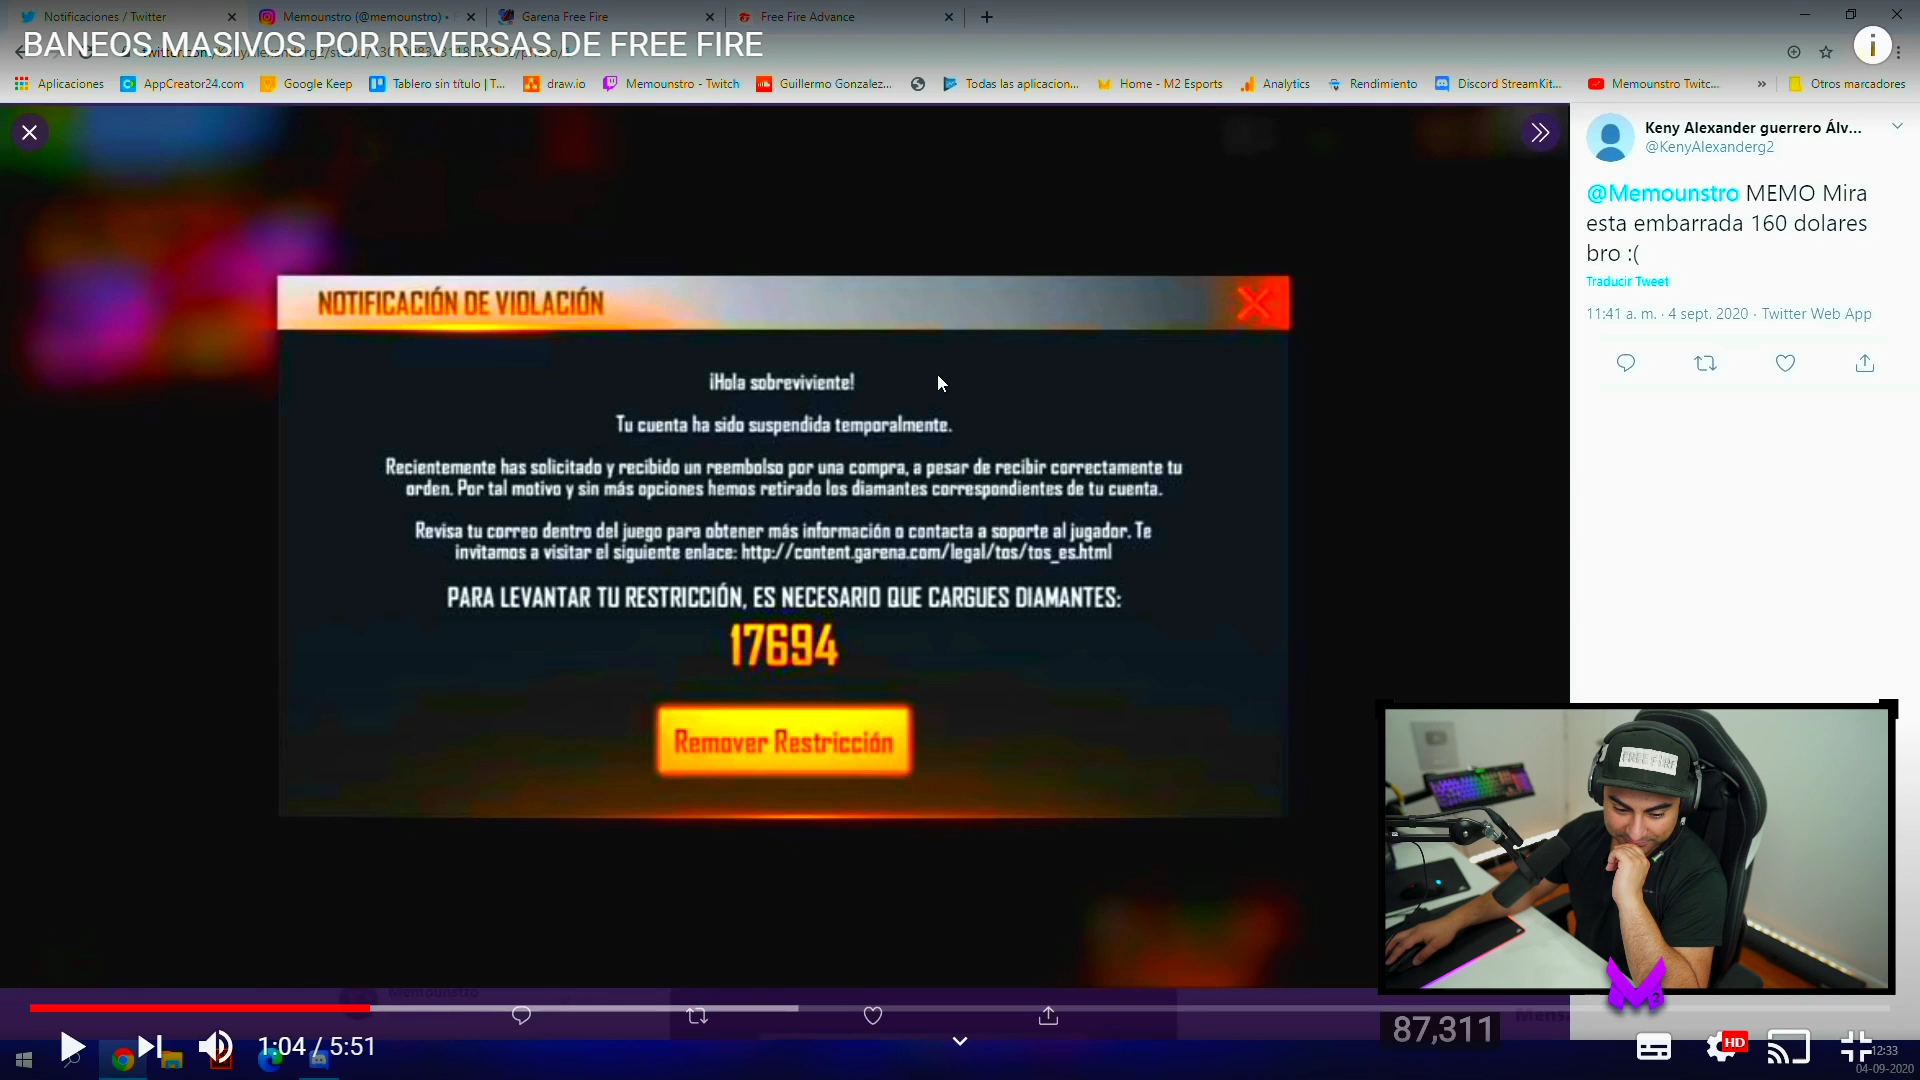 Notificaciones / Twitter
Memounstro (@memounstro) •
Garena Free Fire
Free Fire Advance
BANEOS MASIVOS POR REVERSAS DE FREE FIRE
Aplicaciones
AppCreator24.com
Google Keep
Tablero sin título | T...
draw.io
Memounstro - Twitch
Guillermo Gonzalez...
Todas las aplicacion...
Home - M2 Esports
Analytics
Rendimiento
Discord StreamKit...
Memounstro Twitc...
Otros marcadores
Keny Alexander guerrero Álv...
@KenyAlexanderg2
@Memounstro MEMO Mira
esta embarrada 160 dolares
bro :(
Traducir Tweet
11:41 a. m. · 4 sept. 2020 · Twitter Web App
NOTIFICACIÓN DE VIOLACIÓN
¡Hola sobreviviente!
Tu cuenta ha sido suspendida temporalmente.
Recientemente has solicitado y recibido un reembolso por una compra, a pesar de recibir correctamente tu
orden. Por tal motivo y sin más opciones hemos retirado los diamantes correspondientes de tu cuenta.
Revisa tu correo dentro del juego para obtener más información o contacta a soporte al jugador. Te
invitamos a visitar el siguiente enlace: http://content.garena.com/legal/tos/tos_es.html
PARA LEVANTAR TU RESTRICCIÓN, ES NECESARIO QUE CARGUES DIAMANTES:
17694
Remover Restricción
FREE FIRE
Memounstro
87,311
1:04 / 5:51
HD
12:33
04-09-2020